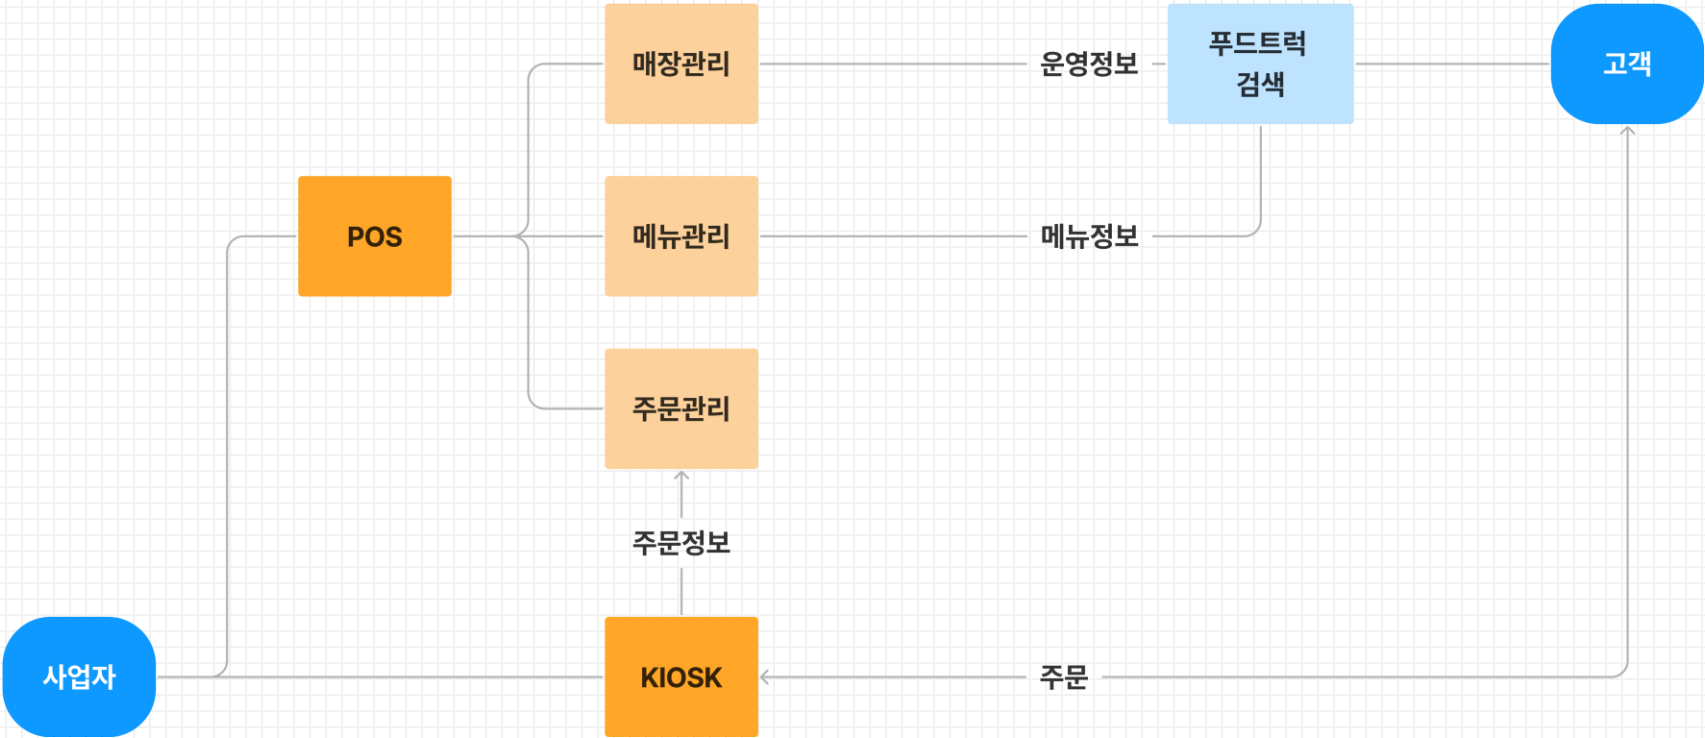 매장관리
운영정보
푸드트럭
검색
고객
POS
메뉴관리
메뉴정보
주문관리
주문정보
사업자
KIOSK
주문